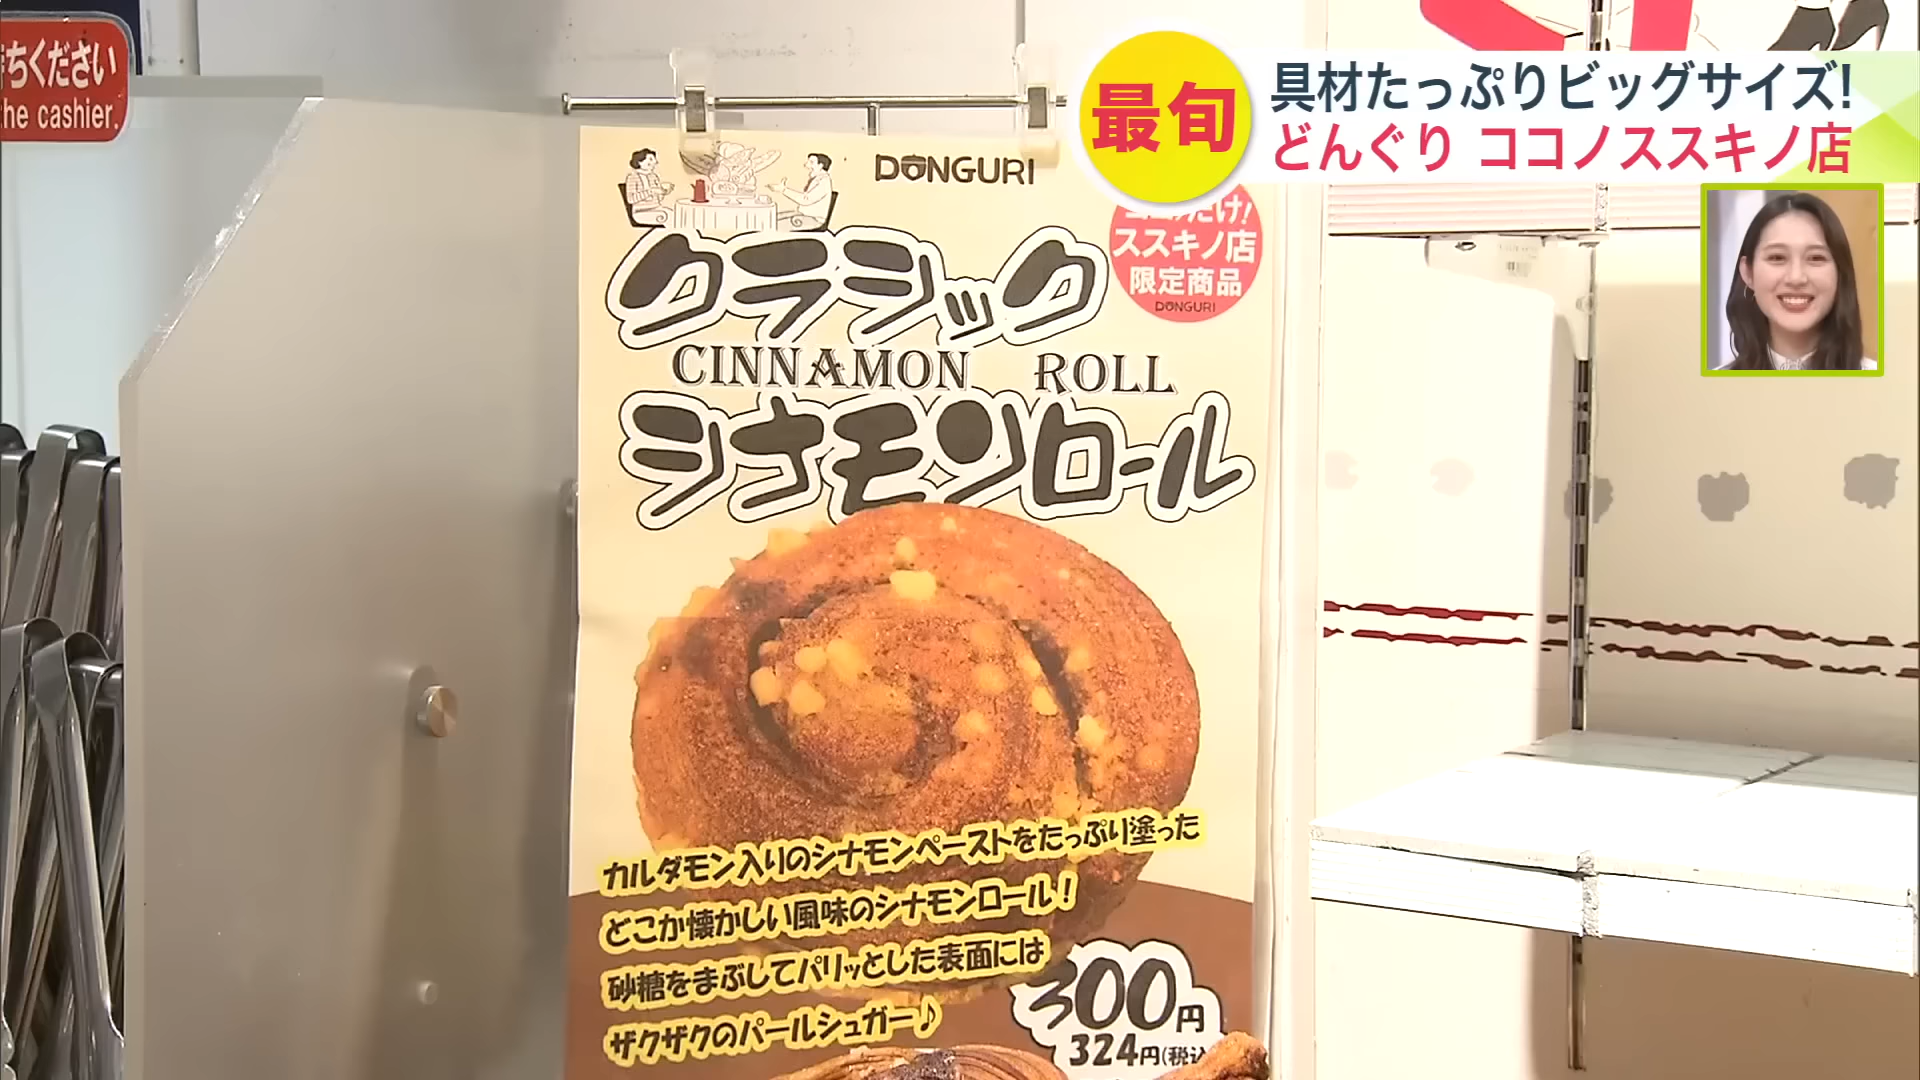 ちください
the cashier.
最旬
具材たっぷりビッグサイズ!
どんぐり ココノススキノ店
DONGURI
だけ!
ススキノ店
限定商品
DONGURI
クラシック
CINNAMON ROLL
シナモンロール
カルダモン入りのシナモンペーストをたっぷり塗った
どこか懐かしい風味のシナモンロール!
砂糖をまぶしてパリッとした表面には
ザクザクのパールシュガー♪
300円
324円(税込